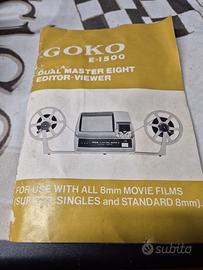 GOKO
E-1500
DUAL MASTER EIGHT
EDITOR-VIEWER
FOR USE WITH ALL 8mm MOVIE FILMS
(SUPER, SINGLES and STANDARD 8mm).
subito